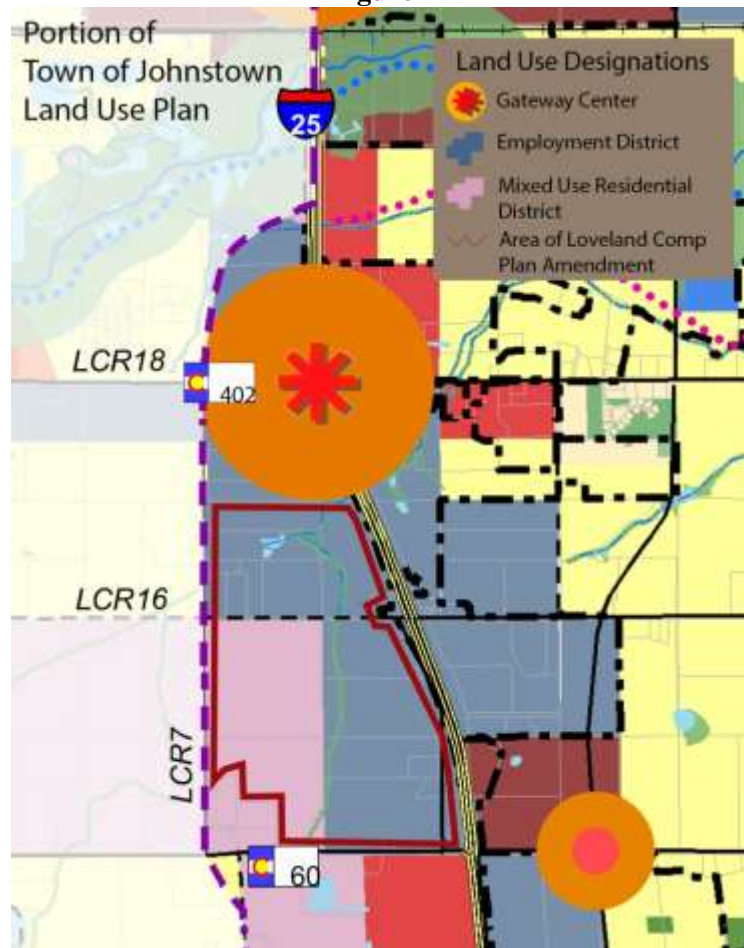 Portion of
Town of Johnstown
Land Use Plan
25
Land Use Designations
Gateway Center
Employment District
Mixed Use Residential
District
Area of Loveland Comp
Plan Amendment
LCR18
402
LCR16
LCR7
60